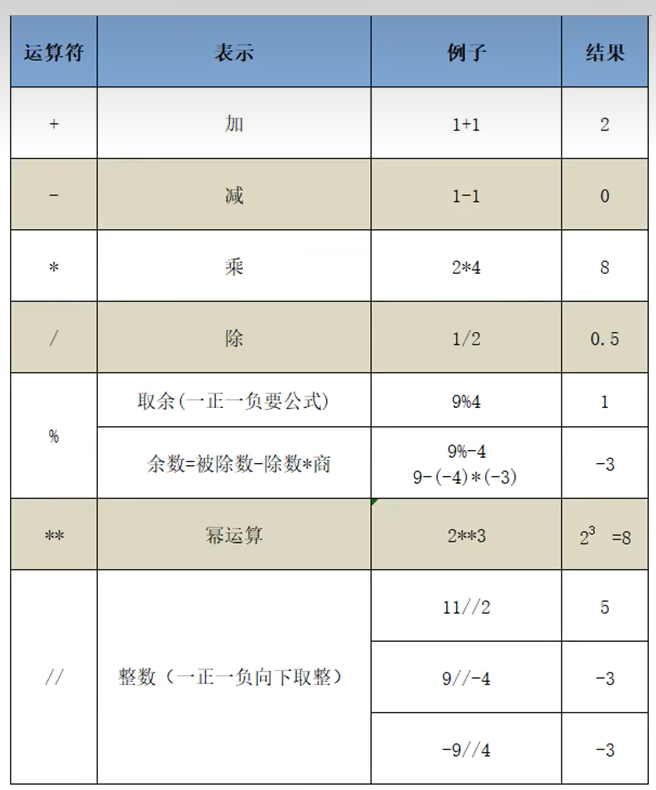 运算符 表示 例子 结果
+ 加 1+1 2
- 减 1-1 0
* 乘 2*4 8
/ 除 1/2 0.5
% 取余(一正一负要公式) 9%4 1
余数=被除数-除数*商 9%-4
9-(-4)*(-3) -3
** 幂运算 2**3 2³ =8
// 整数（一正一负向下取整） 11//2 5
9//-4 -3
-9//4 -3